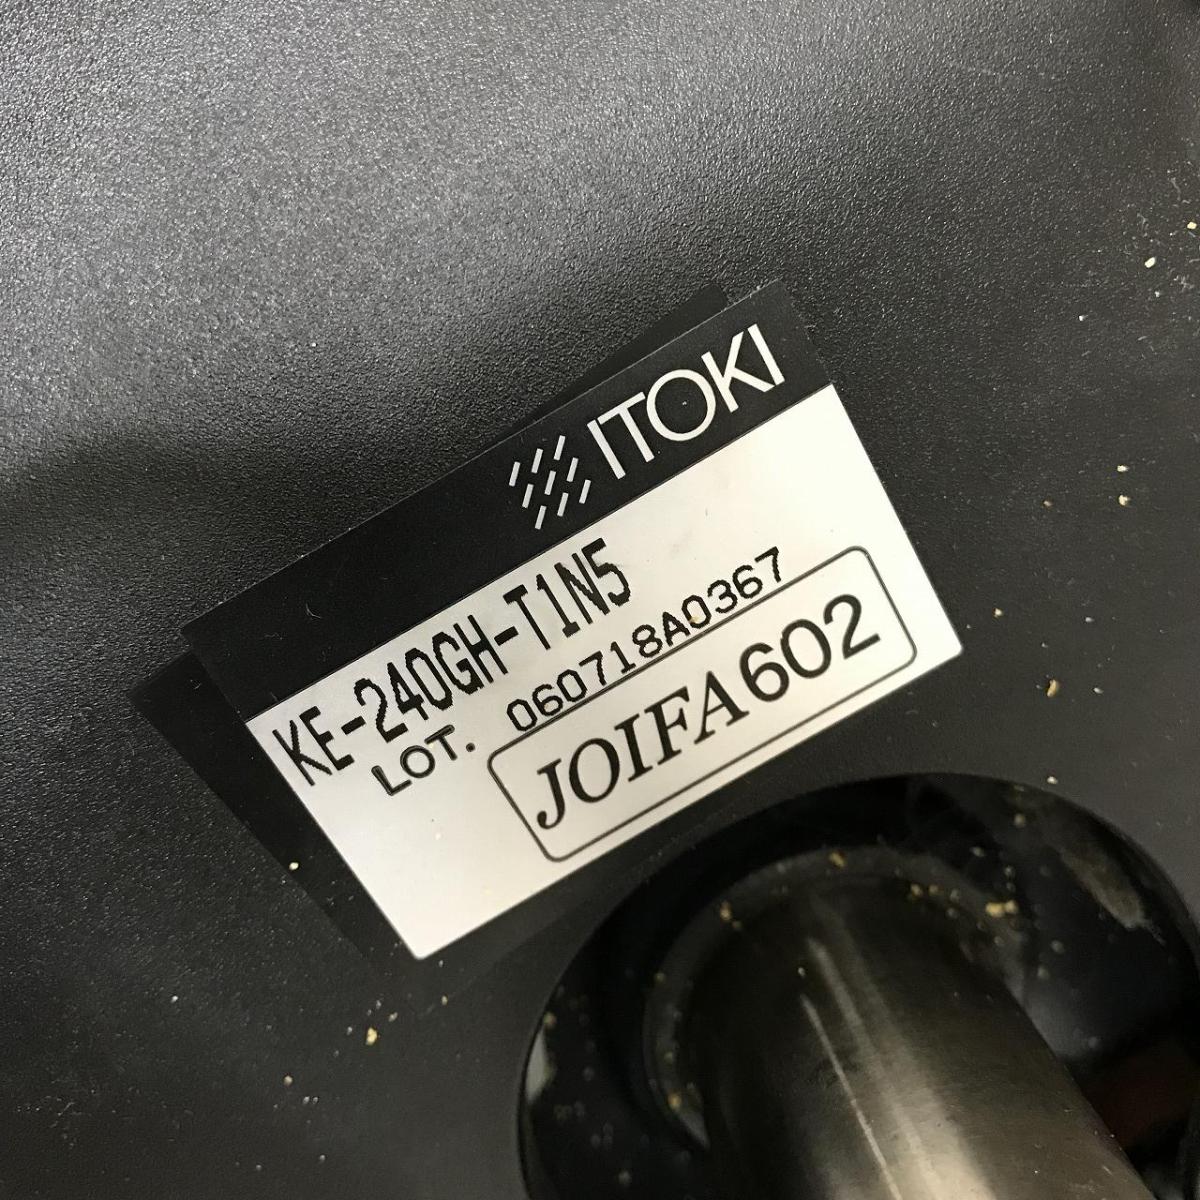 ITOKI
KE-240GH-T1N5
LOT. 060718A0367
JOIFA602